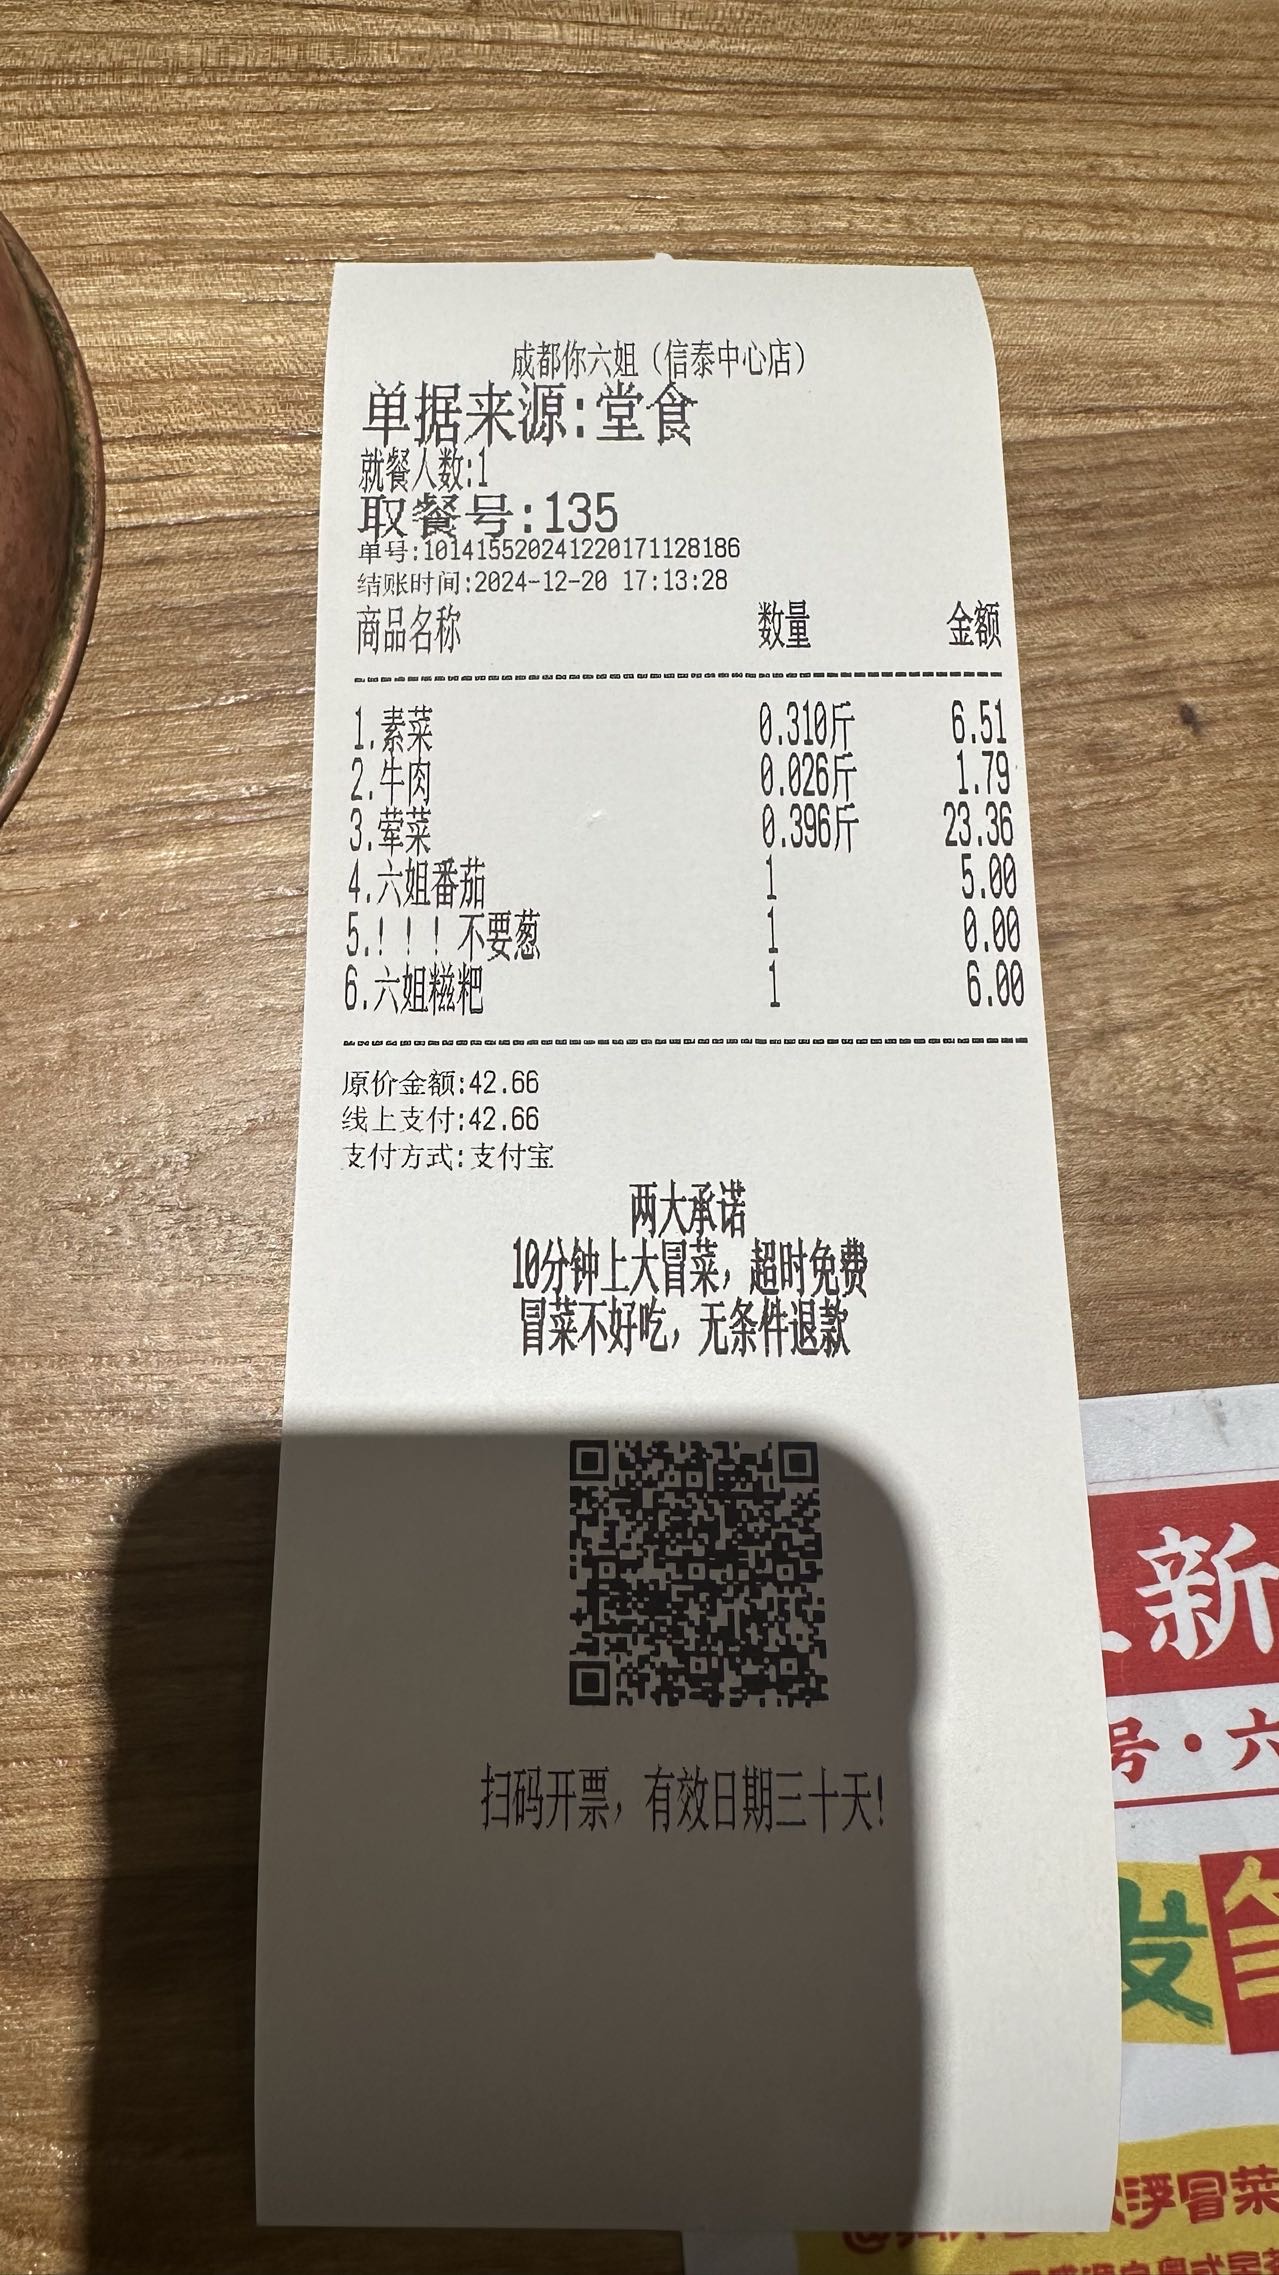 成都你六姐（信泰中心店）
单据来源:堂食
就餐人数:1
取餐号:135
单号:101415520241220171128186
结账时间:2024-12-20 17:13:28
商品名称 数量 金额
1.素菜 0.310斤 6.51
2.牛肉 0.026斤 1.79
3.荤菜 0.396斤 23.36
4.六姐番茄 1 5.00
5.！！！不要葱 1 0.00
6.六姐糍粑 1 6.00
原价金额:42.66
线上支付:42.66
支付方式:支付宝
两大承诺
10分钟上大冒菜，超时免费
冒菜不好吃，无条件退款
扫码开票，有效日期三十天!
新
号·六
发
冒菜